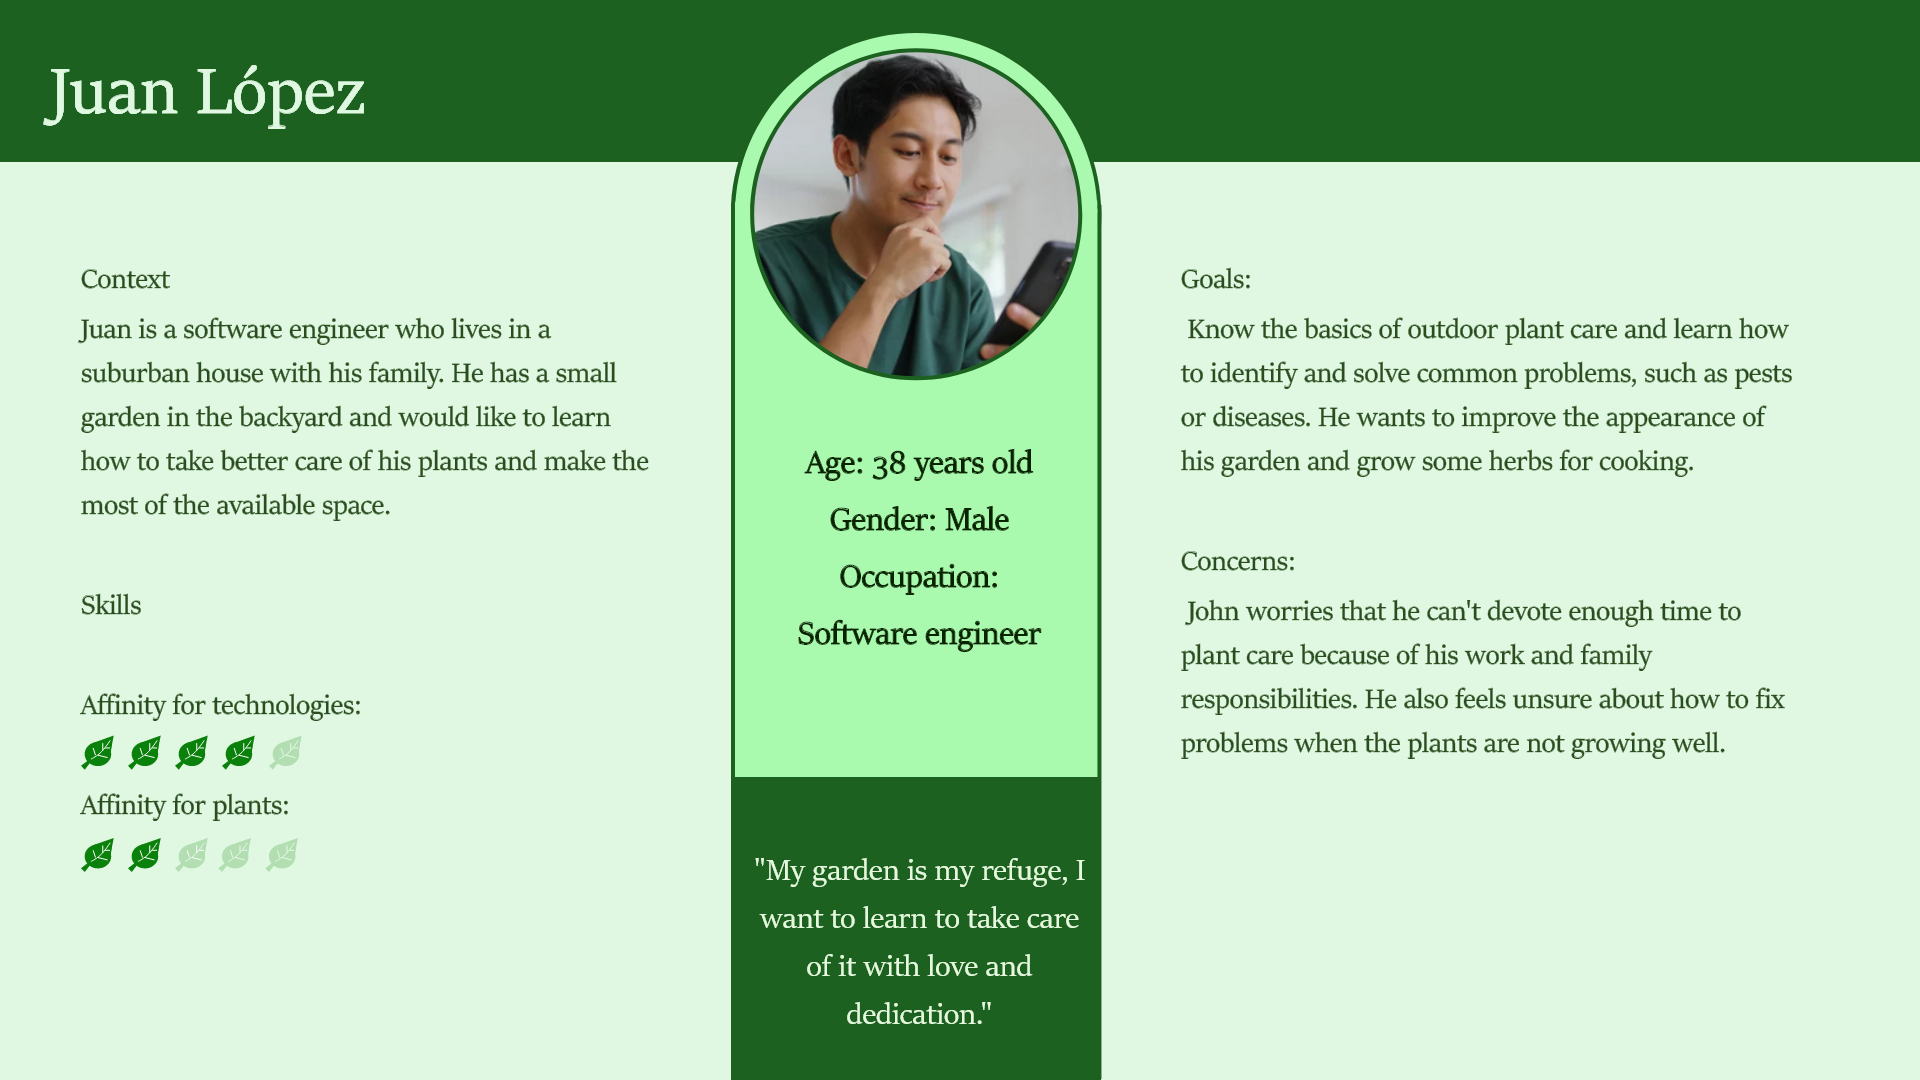 Juan López
Context
Juan is a software engineer who lives in a
suburban house with his family. He has a small
garden in the backyard and would like to learn
how to take better care of his plants and make the
most of the available space.
Skills
Affinity for technologies:
Affinity for plants:
Age: 38 years old
Gender: Male
Occupation:
Software engineer
"My garden is my refuge, I
want to learn to take care
of it with love and
dedication."
Goals:
Know the basics of outdoor plant care and learn how
to identify and solve common problems, such as pests
or diseases. He wants to improve the appearance of
his garden and grow some herbs for cooking.
Concerns:
John worries that he can't devote enough time to
plant care because of his work and family
responsibilities. He also feels unsure about how to fix
problems when the plants are not growing well.